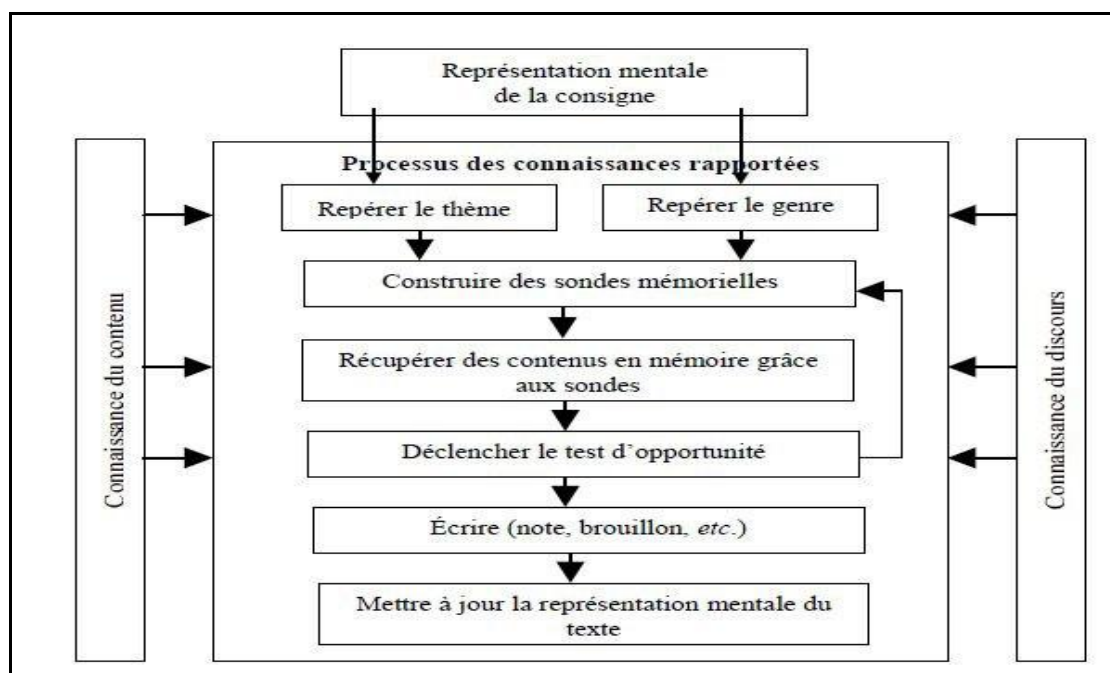 Représentation mentale
de la consigne
Processus des connaissances rapportées
Repérer le thème
Repérer le genre
Construire des sondes mémorielles
Récupérer des contenus en mémoire grâce
aux sondes
Déclencher le test d’opportunité
Écrire (note, brouillon, etc.)
Mettre à jour la représentation mentale du
texte
Connaissance du contenu
Connaissance du discours